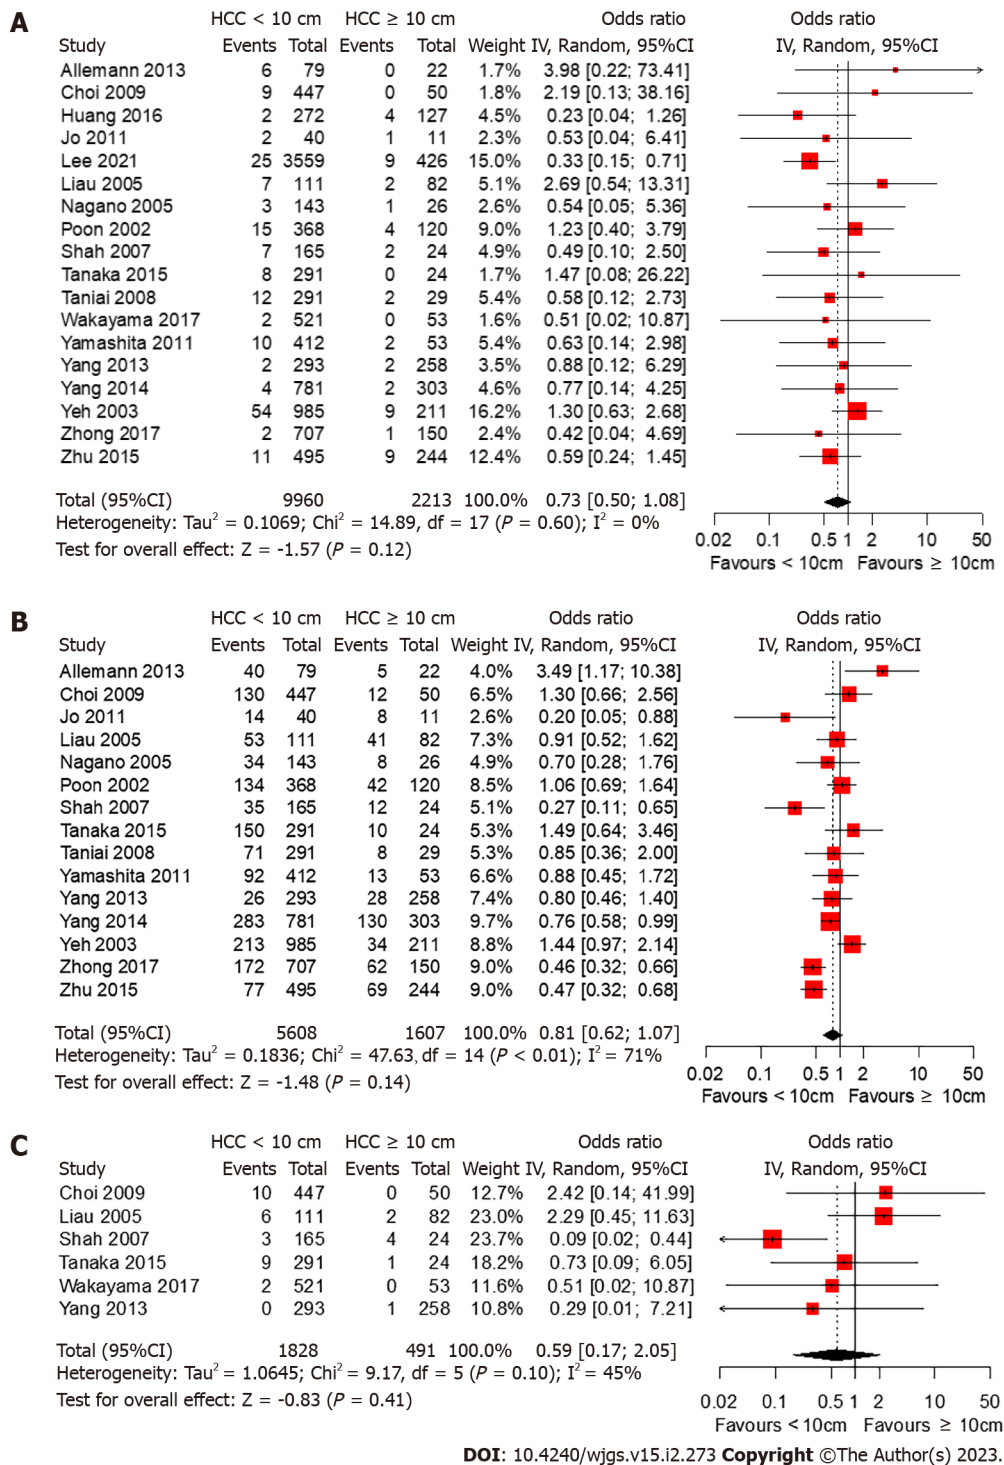 A
HCC < 10 cm HCC ≥ 10 cm Odds ratio Odds ratio
Study Events Total Events Total Weight IV, Random, 95%CI IV, Random, 95%CI
Allemann 2013 6 79 0 22 1.7% 3.98 [0.22; 73.41]
Choi 2009 9 447 0 50 1.8% 2.19 [0.13; 38.16]
Huang 2016 2 272 4 127 4.5% 0.23 [0.04; 1.26]
Jo 2011 2 40 1 11 2.3% 0.53 [0.04; 6.41]
Lee 2021 25 3559 9 426 15.0% 0.33 [0.15; 0.71]
Liau 2005 7 111 2 82 5.1% 2.69 [0.54; 13.31]
Nagano 2005 3 143 1 26 2.6% 0.54 [0.05; 5.36]
Poon 2002 15 368 4 120 9.0% 1.23 [0.40; 3.79]
Shah 2007 7 165 2 24 4.9% 0.49 [0.10; 2.50]
Tanaka 2015 8 291 0 24 1.7% 1.47 [0.08; 26.22]
Taniai 2008 12 291 2 29 5.4% 0.58 [0.12; 2.73]
Wakayama 2017 2 521 0 53 1.6% 0.51 [0.02; 10.87]
Yamashita 2011 10 412 2 53 5.4% 0.63 [0.14; 2.98]
Yang 2013 2 293 2 258 3.5% 0.88 [0.12; 6.29]
Yang 2014 4 781 2 303 4.6% 0.77 [0.14; 4.25]
Yeh 2003 54 985 9 211 16.2% 1.30 [0.63; 2.68]
Zhong 2017 2 707 1 150 2.4% 0.42 [0.04; 4.69]
Zhu 2015 11 495 9 244 12.4% 0.59 [0.24; 1.45]
Total (95%CI) 9960 2213 100.0% 0.73 [0.50; 1.08]
Heterogeneity: Tau² = 0.1069; Chi² = 14.89, df = 17 (P = 0.60); I² = 0%
Test for overall effect: Z = -1.57 (P = 0.12)
0.02 0.1 0.5 1 2 10 50
Favours < 10cm Favours ≥ 10cm
B
HCC < 10 cm HCC ≥ 10 cm Odds ratio Odds ratio
Study Events Total Events Total Weight IV, Random, 95%CI IV, Random, 95%CI
Allemann 2013 40 79 5 22 4.0% 3.49 [1.17; 10.38]
Choi 2009 130 447 12 50 6.5% 1.30 [0.66; 2.56]
Jo 2011 14 40 8 11 2.6% 0.20 [0.05; 0.88]
Liau 2005 53 111 41 82 7.3% 0.91 [0.52; 1.62]
Nagano 2005 34 143 8 26 4.9% 0.70 [0.28; 1.76]
Poon 2002 134 368 42 120 8.5% 1.06 [0.69; 1.64]
Shah 2007 35 165 12 24 5.1% 0.27 [0.11; 0.65]
Tanaka 2015 150 291 10 24 5.3% 1.49 [0.64; 3.46]
Taniai 2008 71 291 8 29 5.3% 0.85 [0.36; 2.00]
Yamashita 2011 92 412 13 53 6.6% 0.88 [0.45; 1.72]
Yang 2013 26 293 28 258 7.4% 0.80 [0.46; 1.40]
Yang 2014 283 781 130 303 9.7% 0.76 [0.58; 0.99]
Yeh 2003 213 985 34 211 8.8% 1.44 [0.97; 2.14]
Zhong 2017 172 707 62 150 9.0% 0.46 [0.32; 0.66]
Zhu 2015 77 495 69 244 9.0% 0.47 [0.32; 0.68]
Total (95%CI) 5608 1607 100.0% 0.81 [0.62; 1.07]
Heterogeneity: Tau² = 0.1836; Chi² = 47.63, df = 14 (P < 0.01); I² = 71%
Test for overall effect: Z = -1.48 (P = 0.14)
0.02 0.1 0.5 1 2 10 50
Favours < 10cm Favours ≥ 10cm
C
HCC < 10 cm HCC ≥ 10 cm Odds ratio Odds ratio
Study Events Total Events Total Weight IV, Random, 95%CI IV, Random, 95%CI
Choi 2009 10 447 0 50 12.7% 2.42 [0.14; 41.99]
Liau 2005 6 111 2 82 23.0% 2.29 [0.45; 11.63]
Shah 2007 3 165 4 24 23.7% 0.09 [0.02; 0.44]
Tanaka 2015 9 291 1 24 18.2% 0.73 [0.09; 6.05]
Wakayama 2017 2 521 0 53 11.6% 0.51 [0.02; 10.87]
Yang 2013 0 293 1 258 10.8% 0.29 [0.01; 7.21]
Total (95%CI) 1828 491 100.0% 0.59 [0.17; 2.05]
Heterogeneity: Tau² = 1.0645; Chi² = 9.17, df = 5 (P = 0.10); I² = 45%
Test for overall effect: Z = -0.83 (P = 0.41)
0.02 0.1 0.5 1 2 10 50
Favours < 10cm Favours ≥ 10cm
DOI: 10.4240/wjgs.v15.i2.273 Copyright ©The Author(s) 2023.